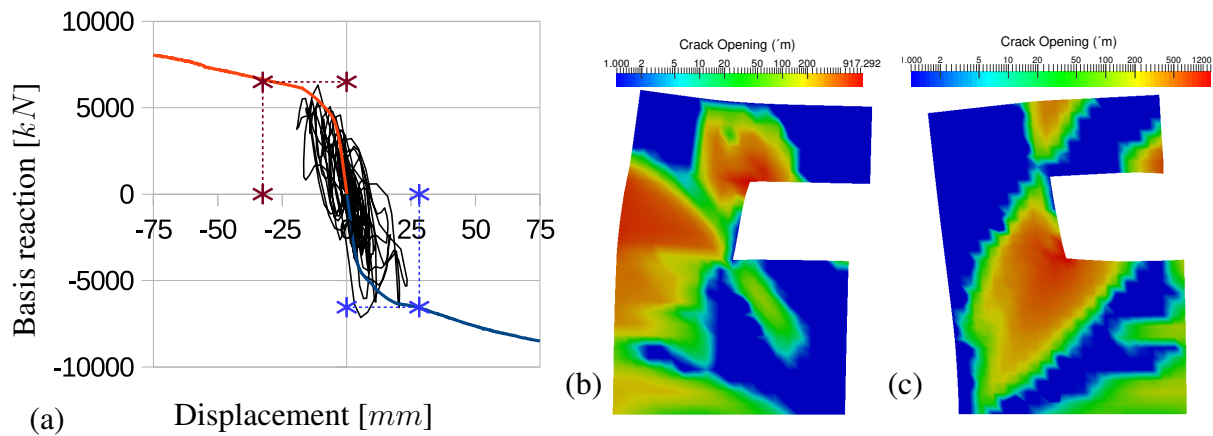 10000
5000
0
-5000
-10000
-75
-50
-25
0
25
50
75
Basis reaction [kN]
Displacement [mm]
(a)
Crack Opening (´m)
1.000 2 5 10 20 50 100 200 917.292
(b)
Crack Opening (´m)
1.000 2 5 10 20 50 100 200 500 1200
(c)